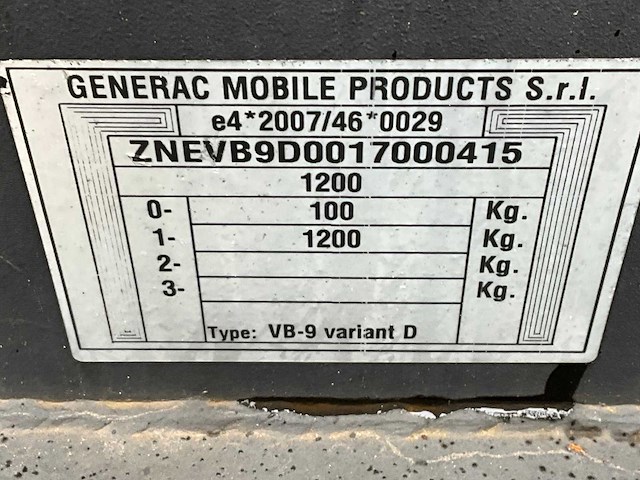 GENERAC MOBILE PRODUCTS S.r.l.
e4*2007/46*0029
ZNEVB9D0017000415
1200
0- 100 Kg.
1- 1200 Kg.
2- Kg.
3- Kg.
Type: VB-9 variant D